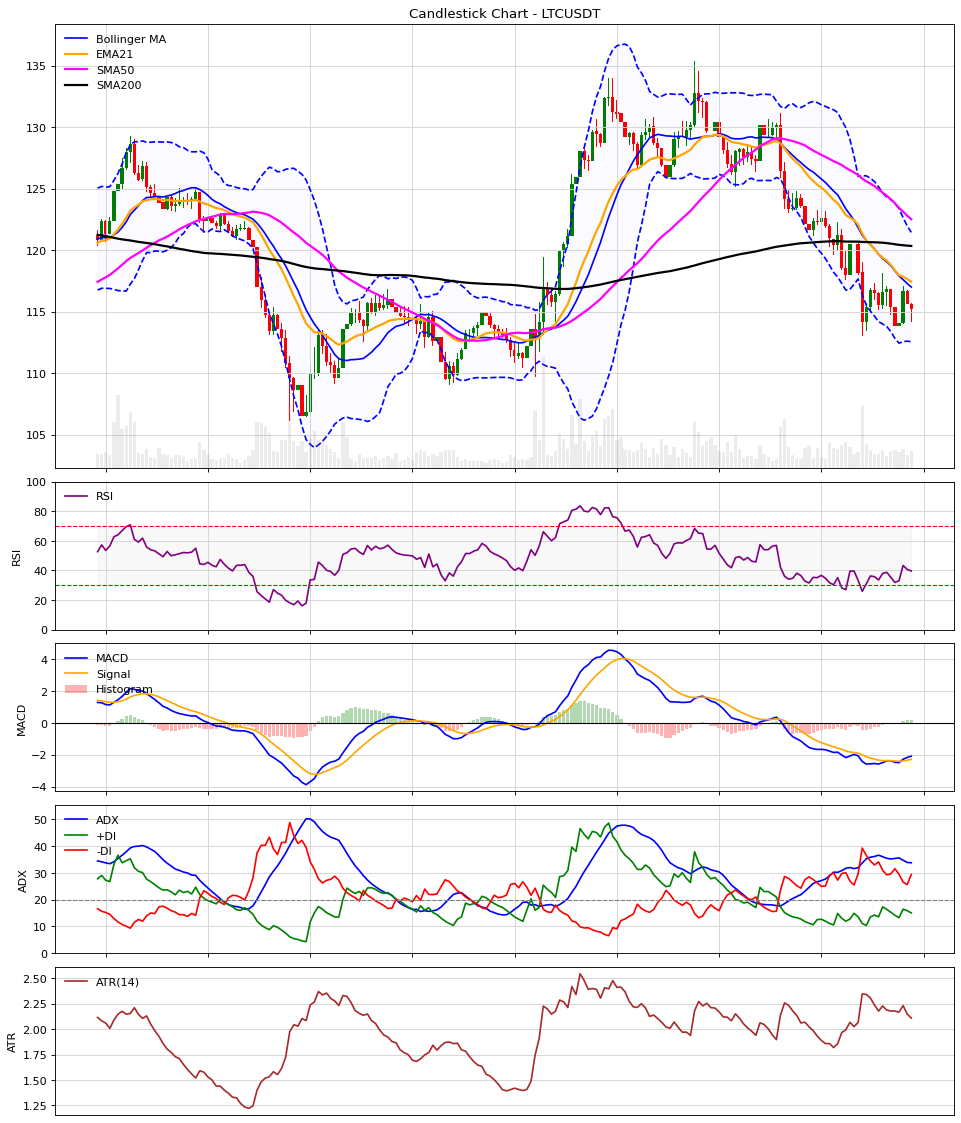 Candlestick Chart - LTCUSDT
Bollinger MA
EMA21
SMA50
SMA200
135
130
125
120
115
110
105
RSI
RSI
100
80
60
40
20
0
MACD
Signal
Histogram
MACD
4
2
0
−2
−4
ADX
+DI
-DI
ADX
50
40
30
20
10
0
ATR(14)
ATR
2.50
2.25
2.00
1.75
1.50
1.25